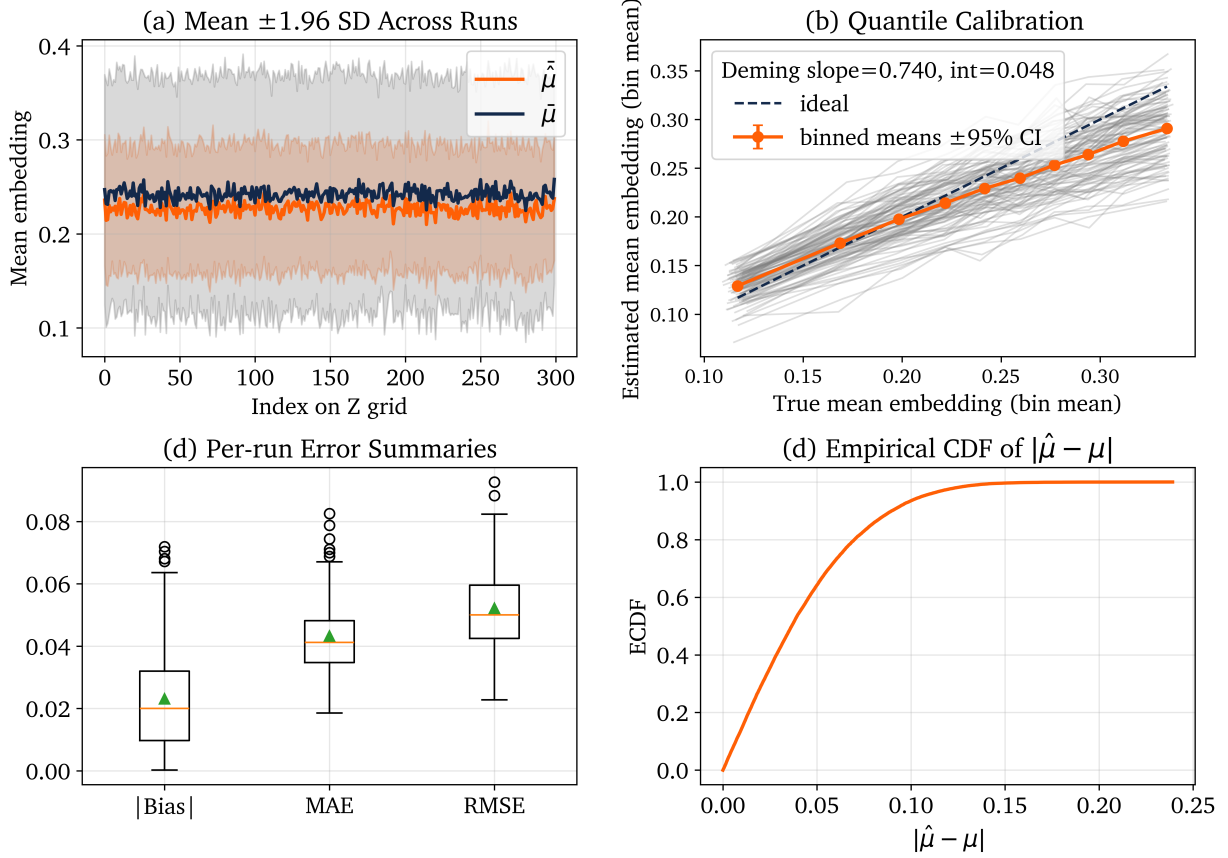 (a) Mean ±1.96 SD Across Runs
Mean embedding
0.4
0.3
0.2
0.1
0
50
100
150
200
250
300
Index on Z grid
μ̂̄
μ̄
(b) Quantile Calibration
Estimated mean embedding (bin mean)
0.35
0.30
0.25
0.20
0.15
0.10
0.10
0.15
0.20
0.25
0.30
True mean embedding (bin mean)
Deming slope=0.740, int=0.048
ideal
binned means ±95% CI
(d) Per-run Error Summaries
0.08
0.06
0.04
0.02
0.00
|Bias|
MAE
RMSE
(d) Empirical CDF of |μ̂ − μ|
ECDF
1.0
0.8
0.6
0.4
0.2
0.0
0.00
0.05
0.10
0.15
0.20
0.25
|μ̂ − μ|